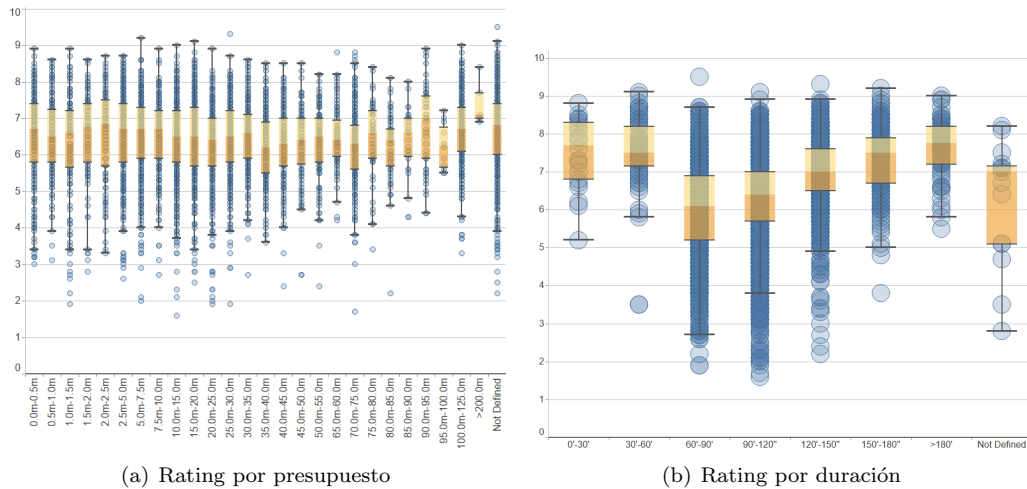 10
9
8
7
6
5
4
3
2
1
0
0.0m-0.5m
0.5m-1.0m
1.0m-1.5m
1.5m-2.0m
2.0m-2.5m
2.5m-5.0m
5.0m-7.5m
7.5m-10.0m
10.0m-15.0m
15.0m-20.0m
20.0m-25.0m
25.0m-30.0m
30.0m-35.0m
35.0m-40.0m
40.0m-45.0m
45.0m-50.0m
50.0m-55.0m
65.0m-60.0m
70.0m-75.0m
75.0m-80.0m
80.0m-85.0m
85.0m-90.0m
90.0m-95.0m
95.0m-100.0m
100.0m-125.0m
>200.0m
Not Defined
(a) Rating por presupuesto
10
9
8
7
6
5
4
3
2
1
0
0'-30'
30'-60'
60'-90'
90'-120''
120'-150''
150'-180''
>180'
Not Defined
(b) Rating por duración